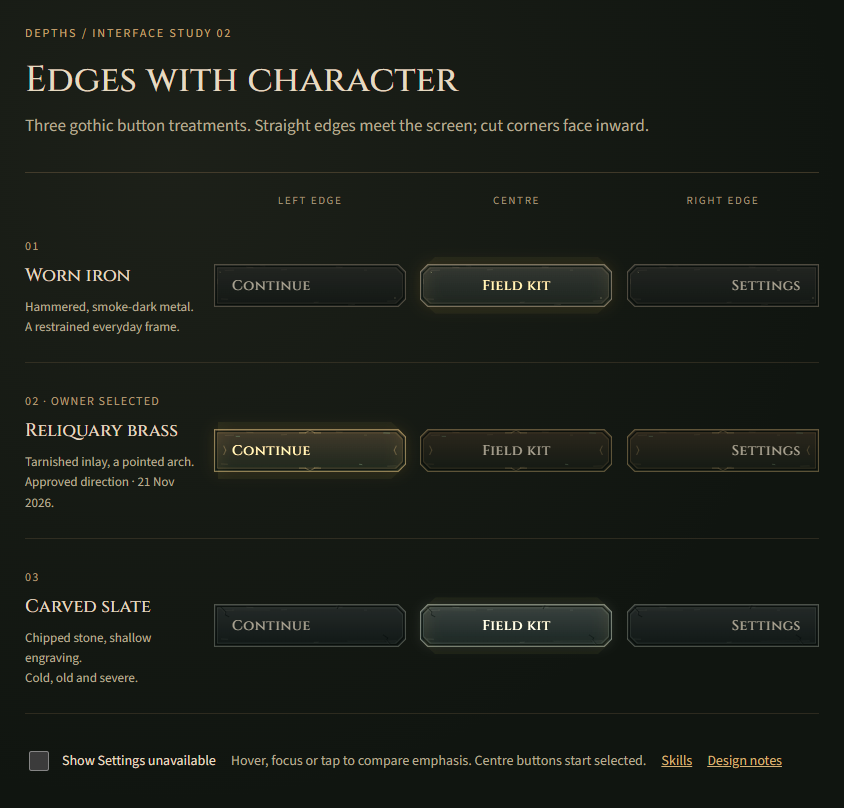 DEPTHS / INTERFACE STUDY 02
Edges with character
Three gothic button treatments. Straight edges meet the screen; cut corners face inward.
LEFT EDGE CENTRE RIGHT EDGE
01
Worn iron
Hammered, smoke-dark metal.
A restrained everyday frame.
Continue Field kit Settings
02 · OWNER SELECTED
Reliquary brass
Tarnished inlay, a pointed arch.
Approved direction · 21 Nov
2026.
Continue Field kit Settings
03
Carved slate
Chipped stone, shallow
engraving.
Cold, old and severe.
Continue Field kit Settings
Show Settings unavailable Hover, focus or tap to compare emphasis. Centre buttons start selected. Skills Design notes